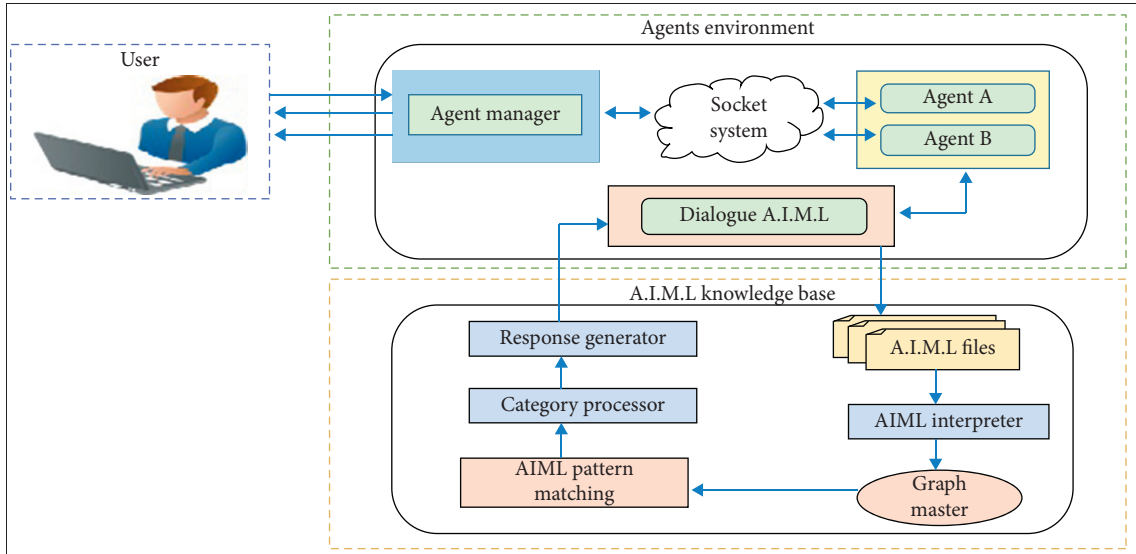 Agents environment
User
Agent manager
Socket
system
Agent A
Agent B
Dialogue A.I.M.L
A.I.M.L knowledge base
Response generator
A.I.M.L files
Category processor
AIML interpreter
AIML pattern
matching
Graph
master